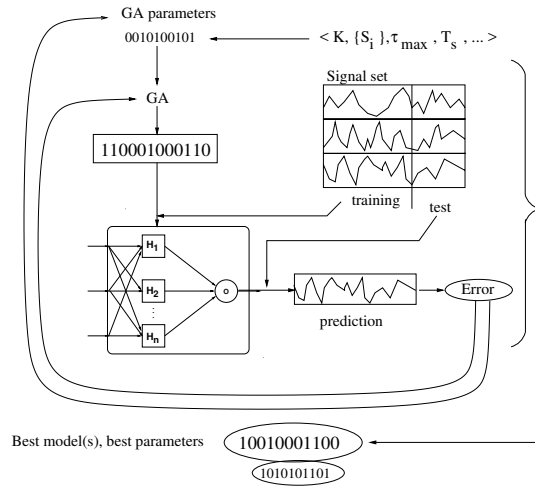 GA parameters
0010100101
< K, {S_i }, τ_max , T_s , ... >
Signal set
GA
110001000110
training
test
H_1
H_2
...
H_n
o
prediction
Error
Best model(s), best parameters
10010001100
1010101101